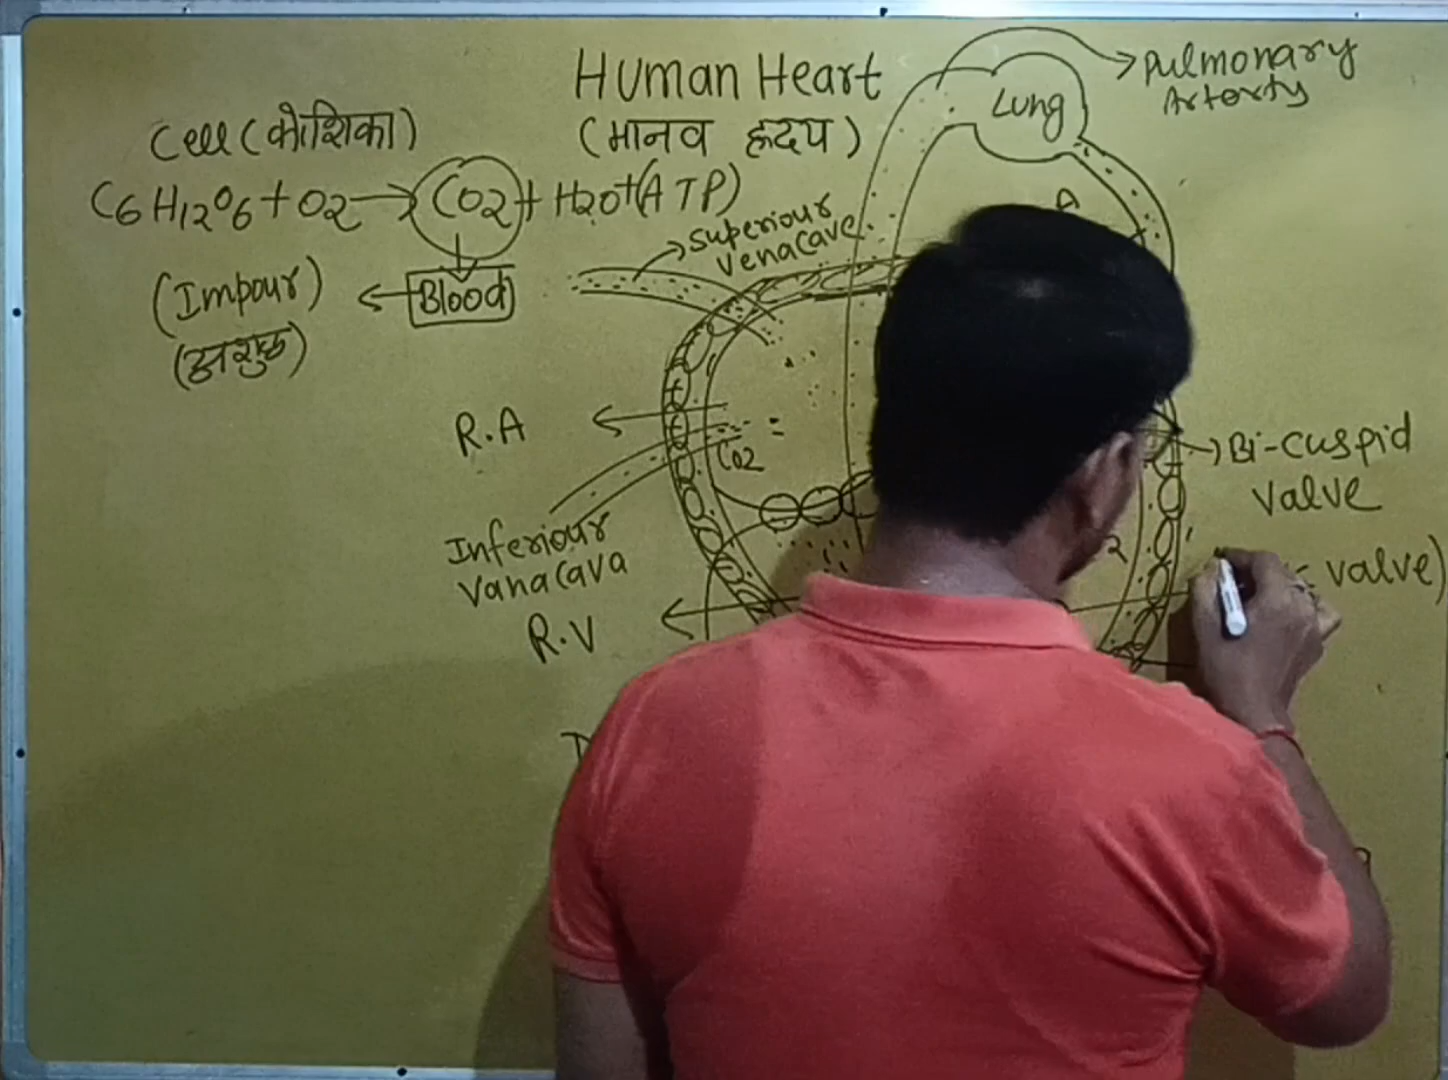 Human Heart
(मानव हृदय)
Cell (कोशिका)
C6H12O6 + O2 → CO2 + H2O + (ATP)
Blood
(Impour)
(अशुद्ध)
Lung
Pulmonary
Arterty
Superiour
Venacave
R.A
CO2
Inferiour
Vanacava
R.V
Bi-cuspid
Valve
valve)